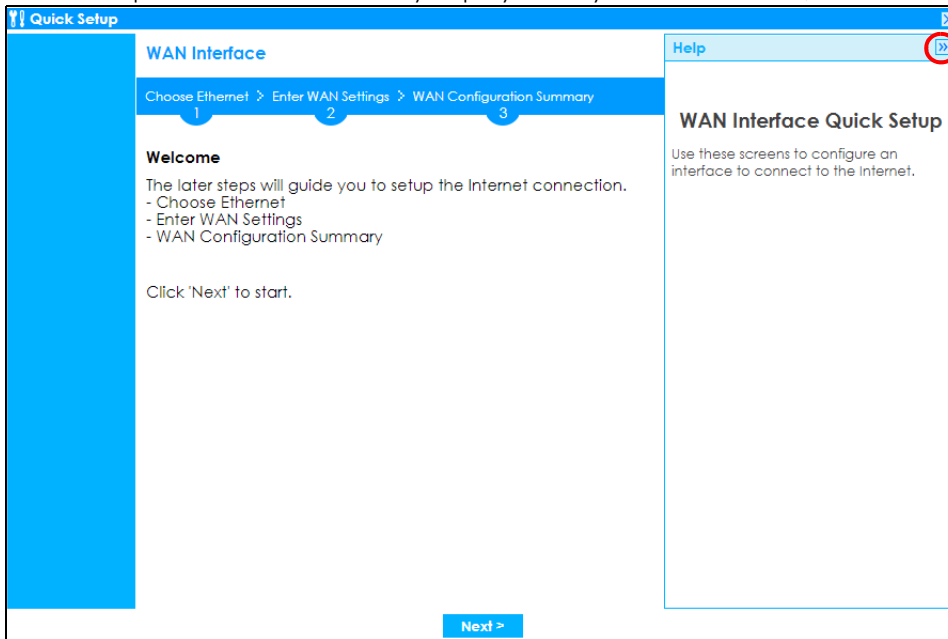 Quick Setup
WAN Interface
Choose Ethernet > Enter WAN Settings > WAN Configuration Summary
1 2 3
Welcome
The later steps will guide you to setup the Internet connection.
- Choose Ethernet
- Enter WAN Settings
- WAN Configuration Summary
Click 'Next' to start.
Help
WAN Interface Quick Setup
Use these screens to configure an
interface to connect to the Internet.
Next >